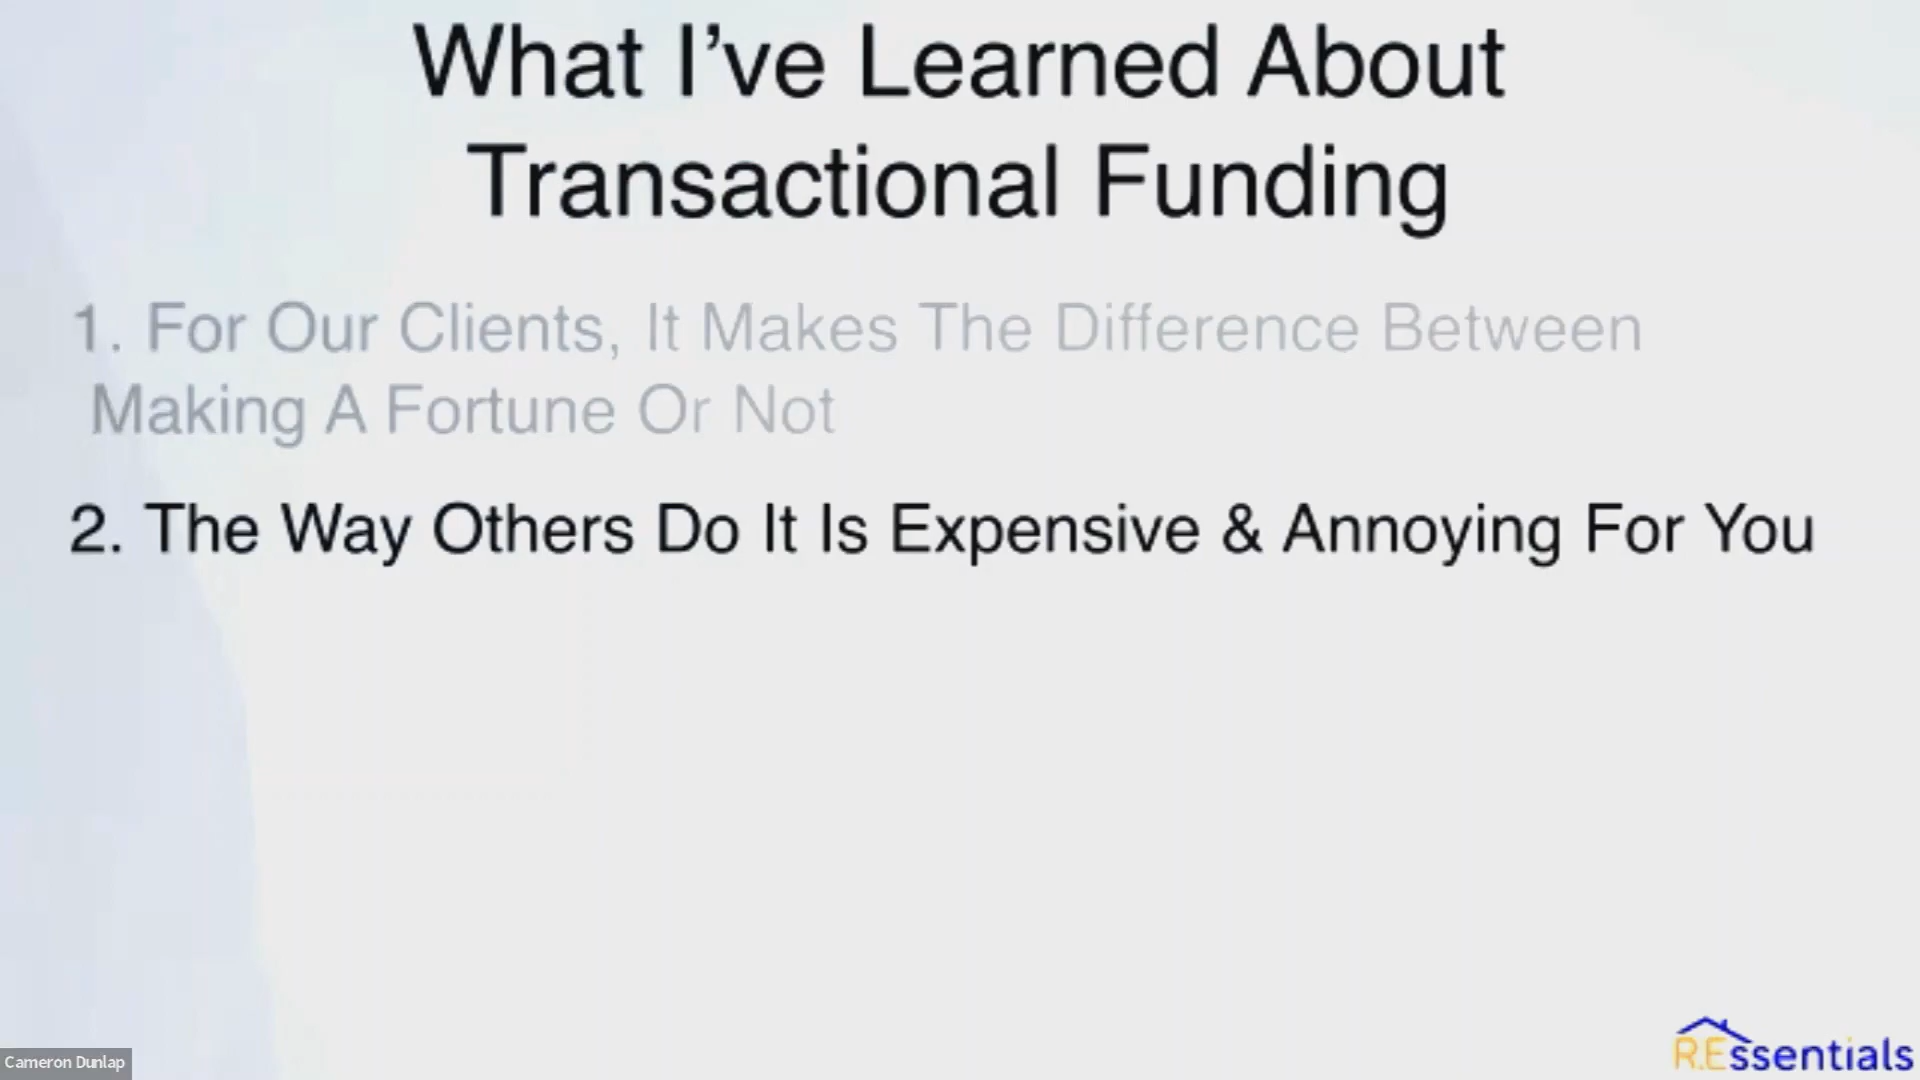 What I’ve Learned About
Transactional Funding
1. For Our Clients, It Makes The Difference Between
Making A Fortune Or Not
2. The Way Others Do It Is Expensive & Annoying For You
Cameron Dunlap
R.Essentials